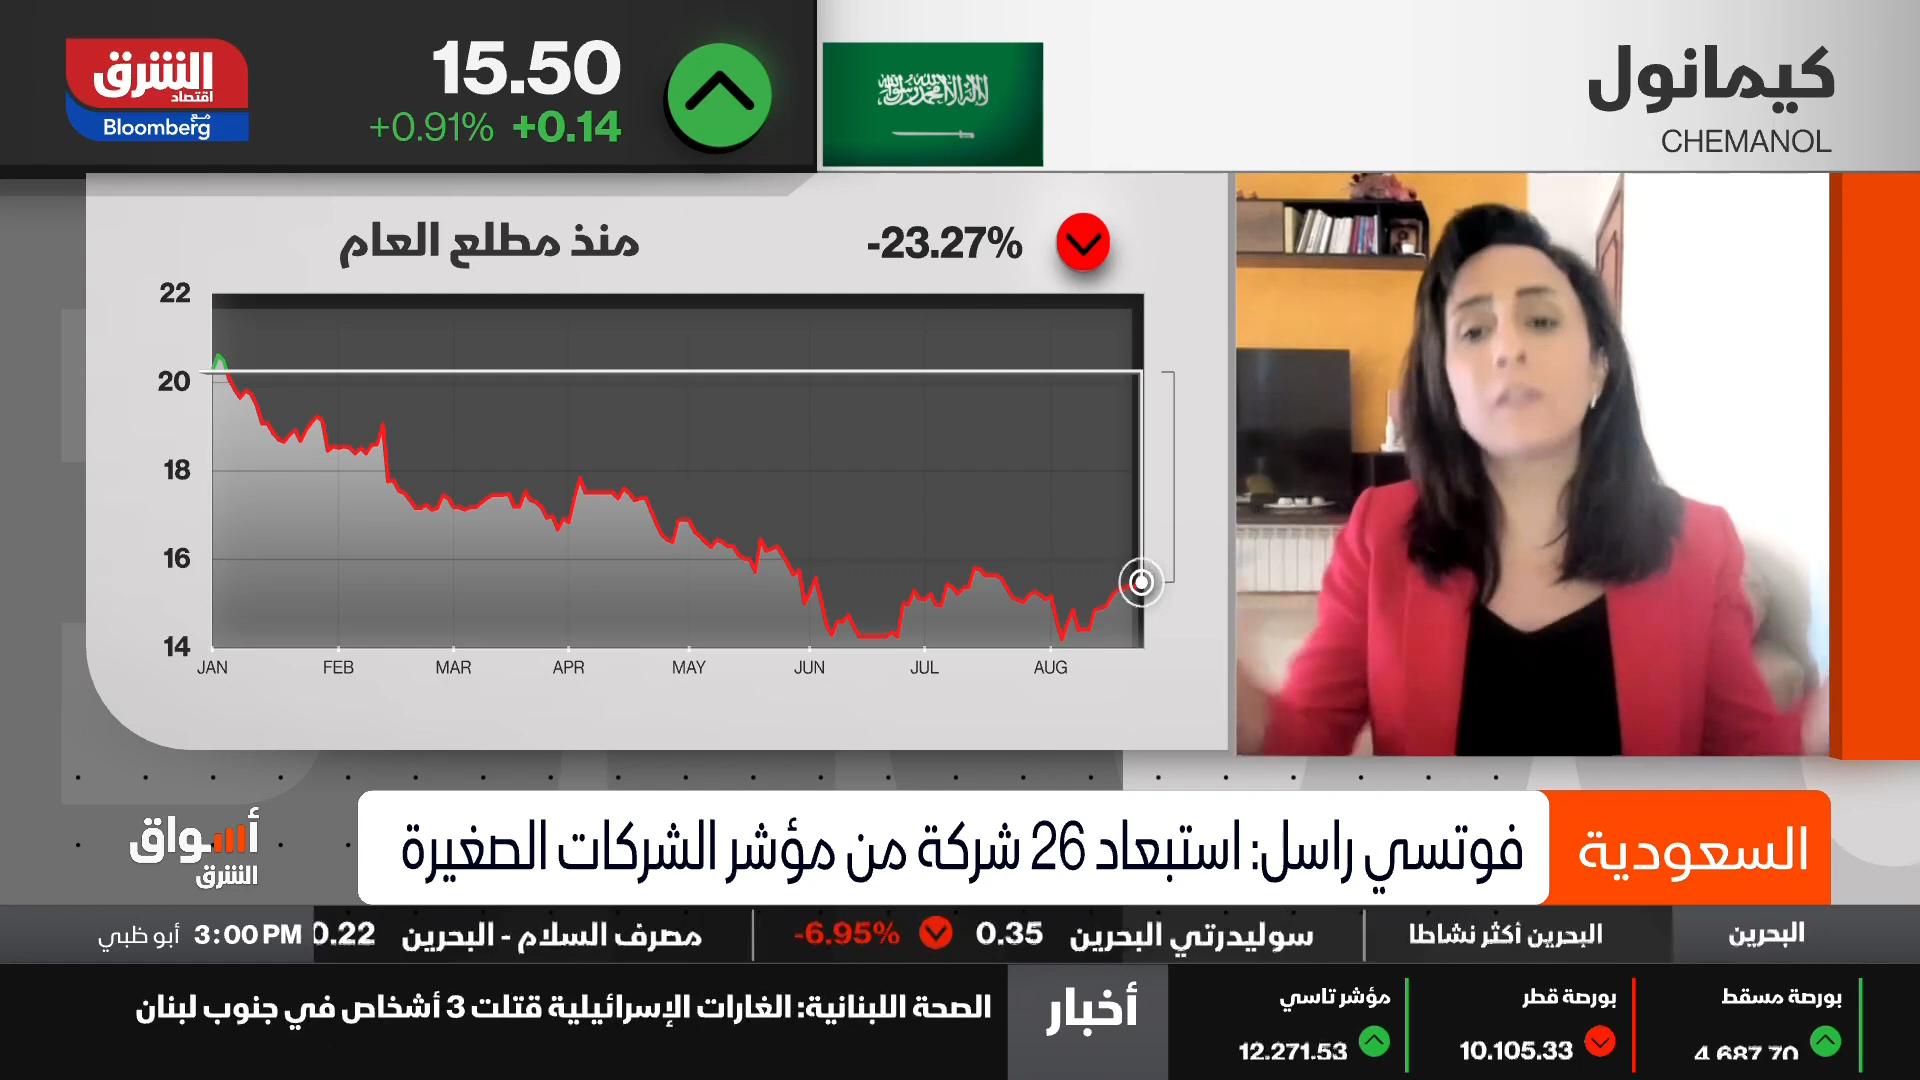 الشرق
اقتصاد
مع
Bloomberg
15.50
+0.91% +0.14
كيمانول
CHEMANOL
منذ مطلع العام
-23.27%
22
20
18
16
14
JAN FEB MAR APR MAY JUN JUL AUG
السعودية
فوتسي راسل: استبعاد 26 شركة من مؤشر الشركات الصغيرة
أسواق
الشرق
البحرين
البحرين أكثر نشاطا
سوليدرتي البحرين 0.35 -6.95%
مصرف السلام - البحرين 0.22
3:00 PM أبو ظبي
بورصة مسقط
4.687.70
بورصة قطر
10.105.33
مؤشر تاسي
12.271.53
أخبار
الصحة اللبنانية: الغارات الإسرائيلية قتلت 3 أشخاص في جنوب لبنان